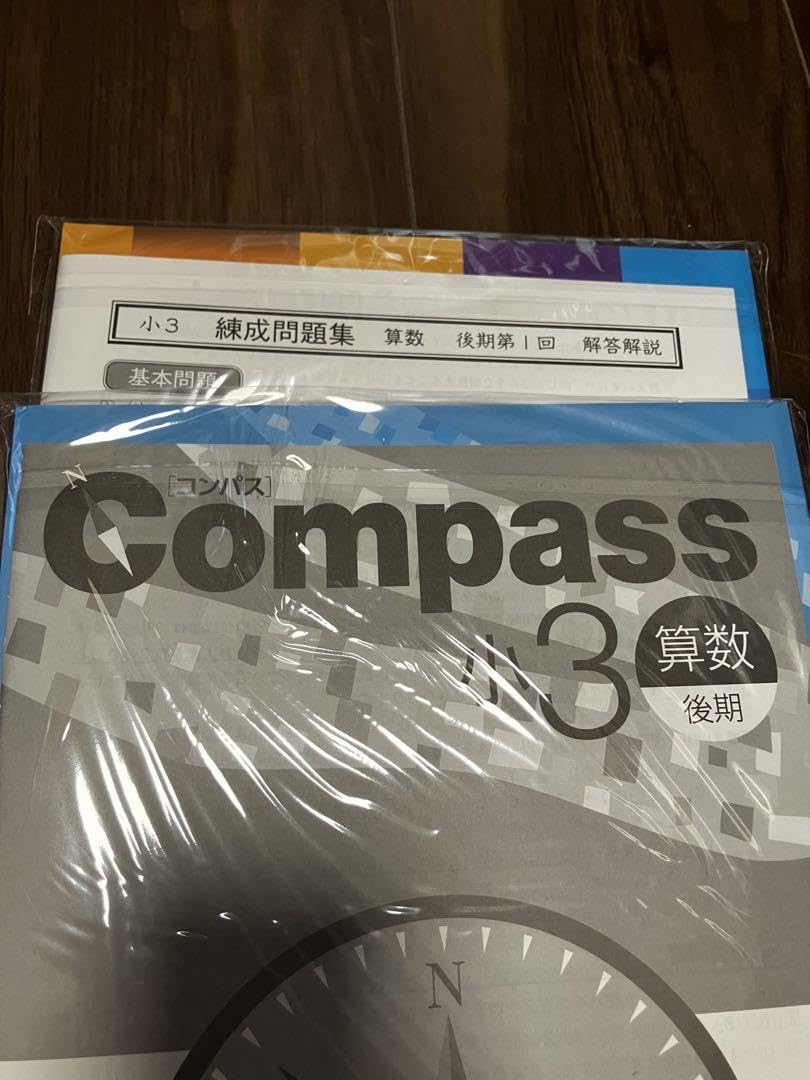 小3 練成問題集 算数 後期第1回 解答解説
基本問題
N
[コンパス]
Compass
小3
算数
後期
N